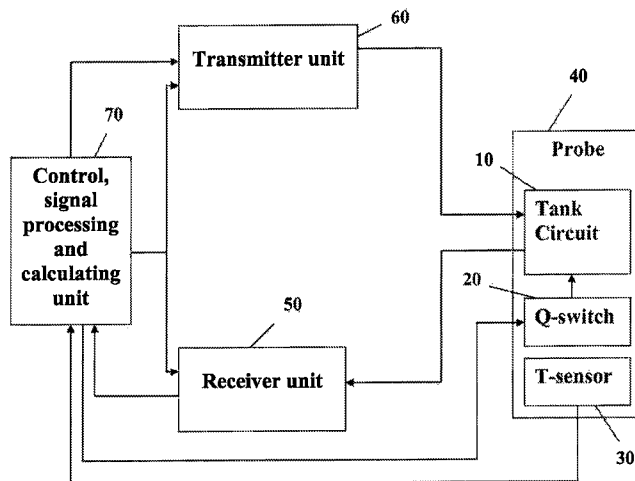 60
Transmitter unit
70
40
Probe
10
Control,
signal
processing
and
calculating
unit
Tank
Circuit
20
50
Q-switch
Receiver unit
T-sensor
30